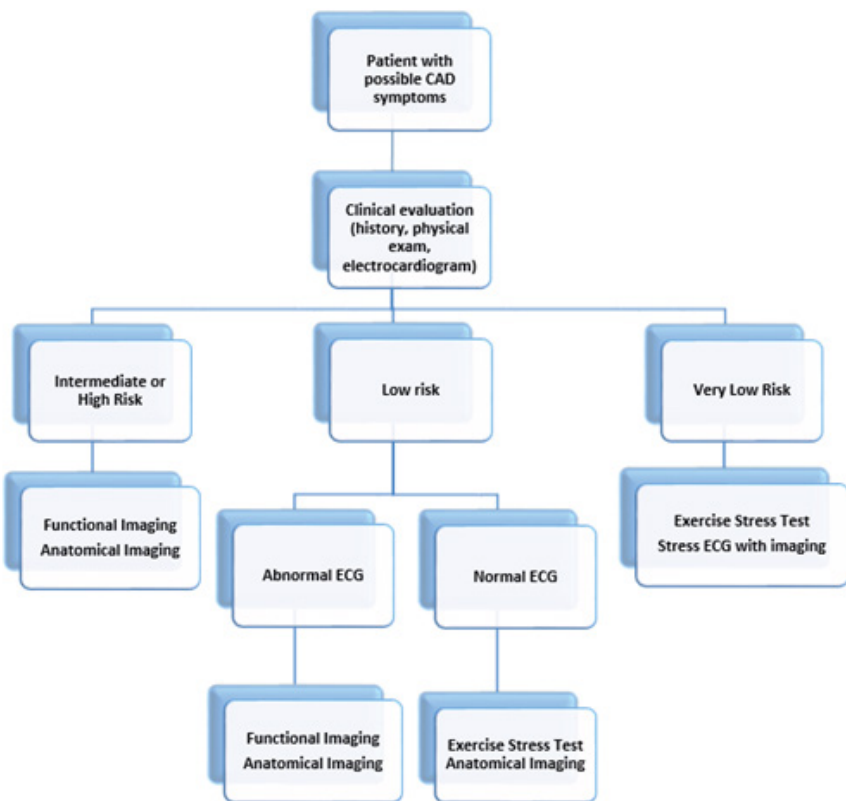 Patient with
possible CAD
symptoms
Clinical evaluation
(history, physical
exam,
electrocardiogram)
Intermediate or
High Risk
Low risk
Very Low Risk
Functional Imaging
Anatomical Imaging
Exercise Stress Test
Stress ECG with imaging
Abnormal ECG
Normal ECG
Functional Imaging
Anatomical Imaging
Exercise Stress Test
Anatomical Imaging